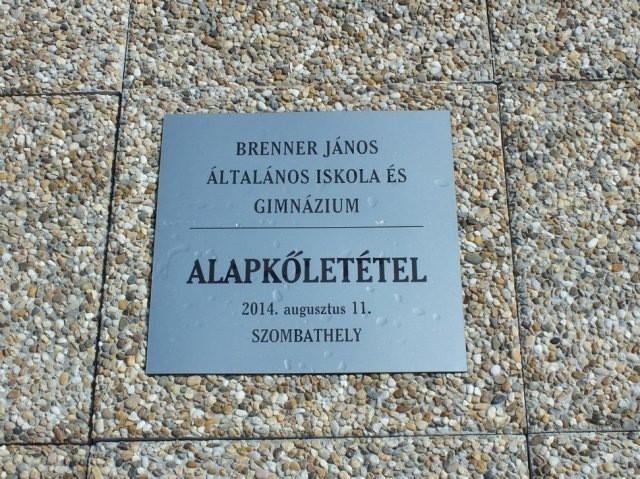 BRENNER JÁNOS
ÁLTALÁNOS ISKOLA ÉS
GIMNÁZIUM
ALAPKŐLETÉTEL
2014. augusztus 11.
SZOMBATHELY